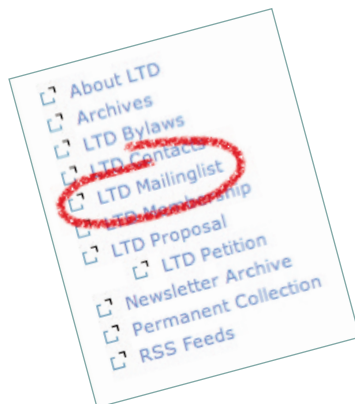 About LTD
Archives
LTD Bylaws
LTD Contacts
LTD Mailinglist
LTD Membership
LTD Proposal
LTD Petition
Newsletter Archive
Permanent Collection
RSS Feeds